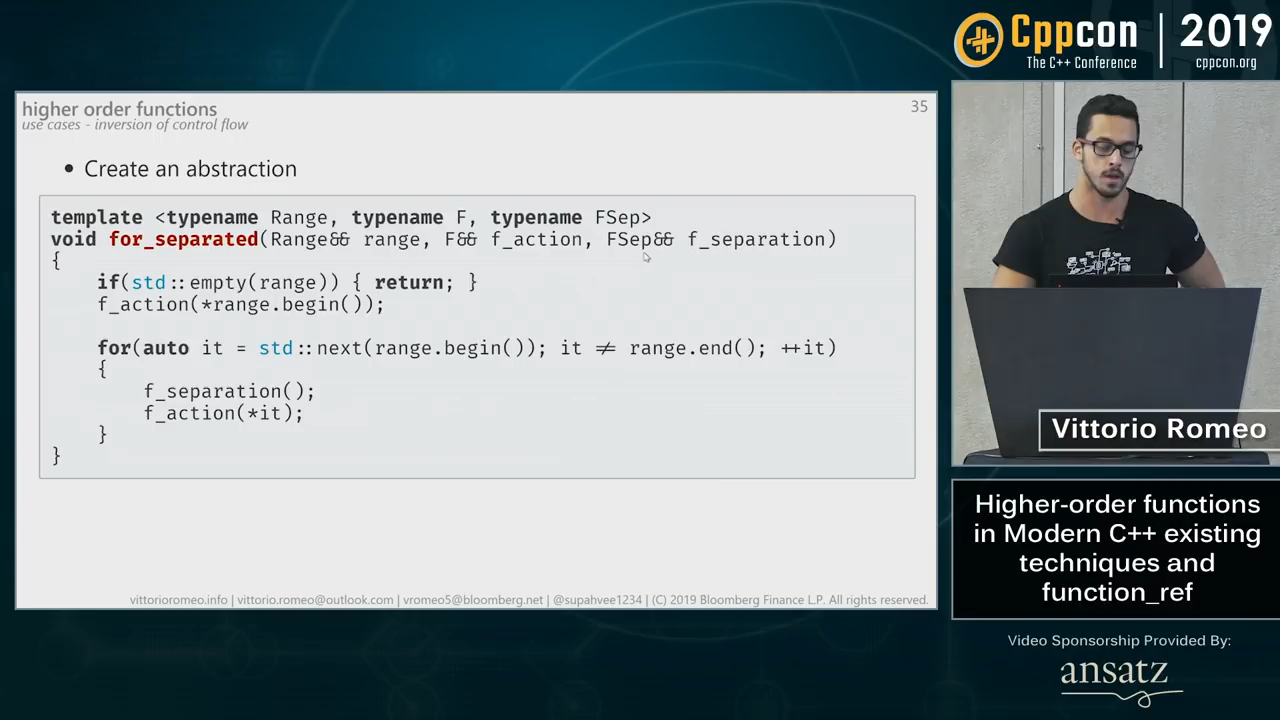 Cppcon | 2019
The C++ Conference
cppcon.org
higher order functions
use cases - inversion of control flow
35
• Create an abstraction
template <typename Range, typename F, typename FSep>
void for_separated(Range&& range, F&& f_action, FSep&& f_separation)
{
    if(std::empty(range)) { return; }
    f_action(*range.begin());
    for(auto it = std::next(range.begin()); it ≠ range.end(); ++it)
    {
        f_separation();
        f_action(*it);
    }
}
vittorioromeo.info | vittorio.romeo@outlook.com | vromeo5@bloomberg.net | @supahvee1234 | (C) 2019 Bloomberg Finance L.P. All rights reserved.
Vittorio Romeo
Higher-order functions
in Modern C++ existing
techniques and
function_ref
Video Sponsorship Provided By:
ansatz